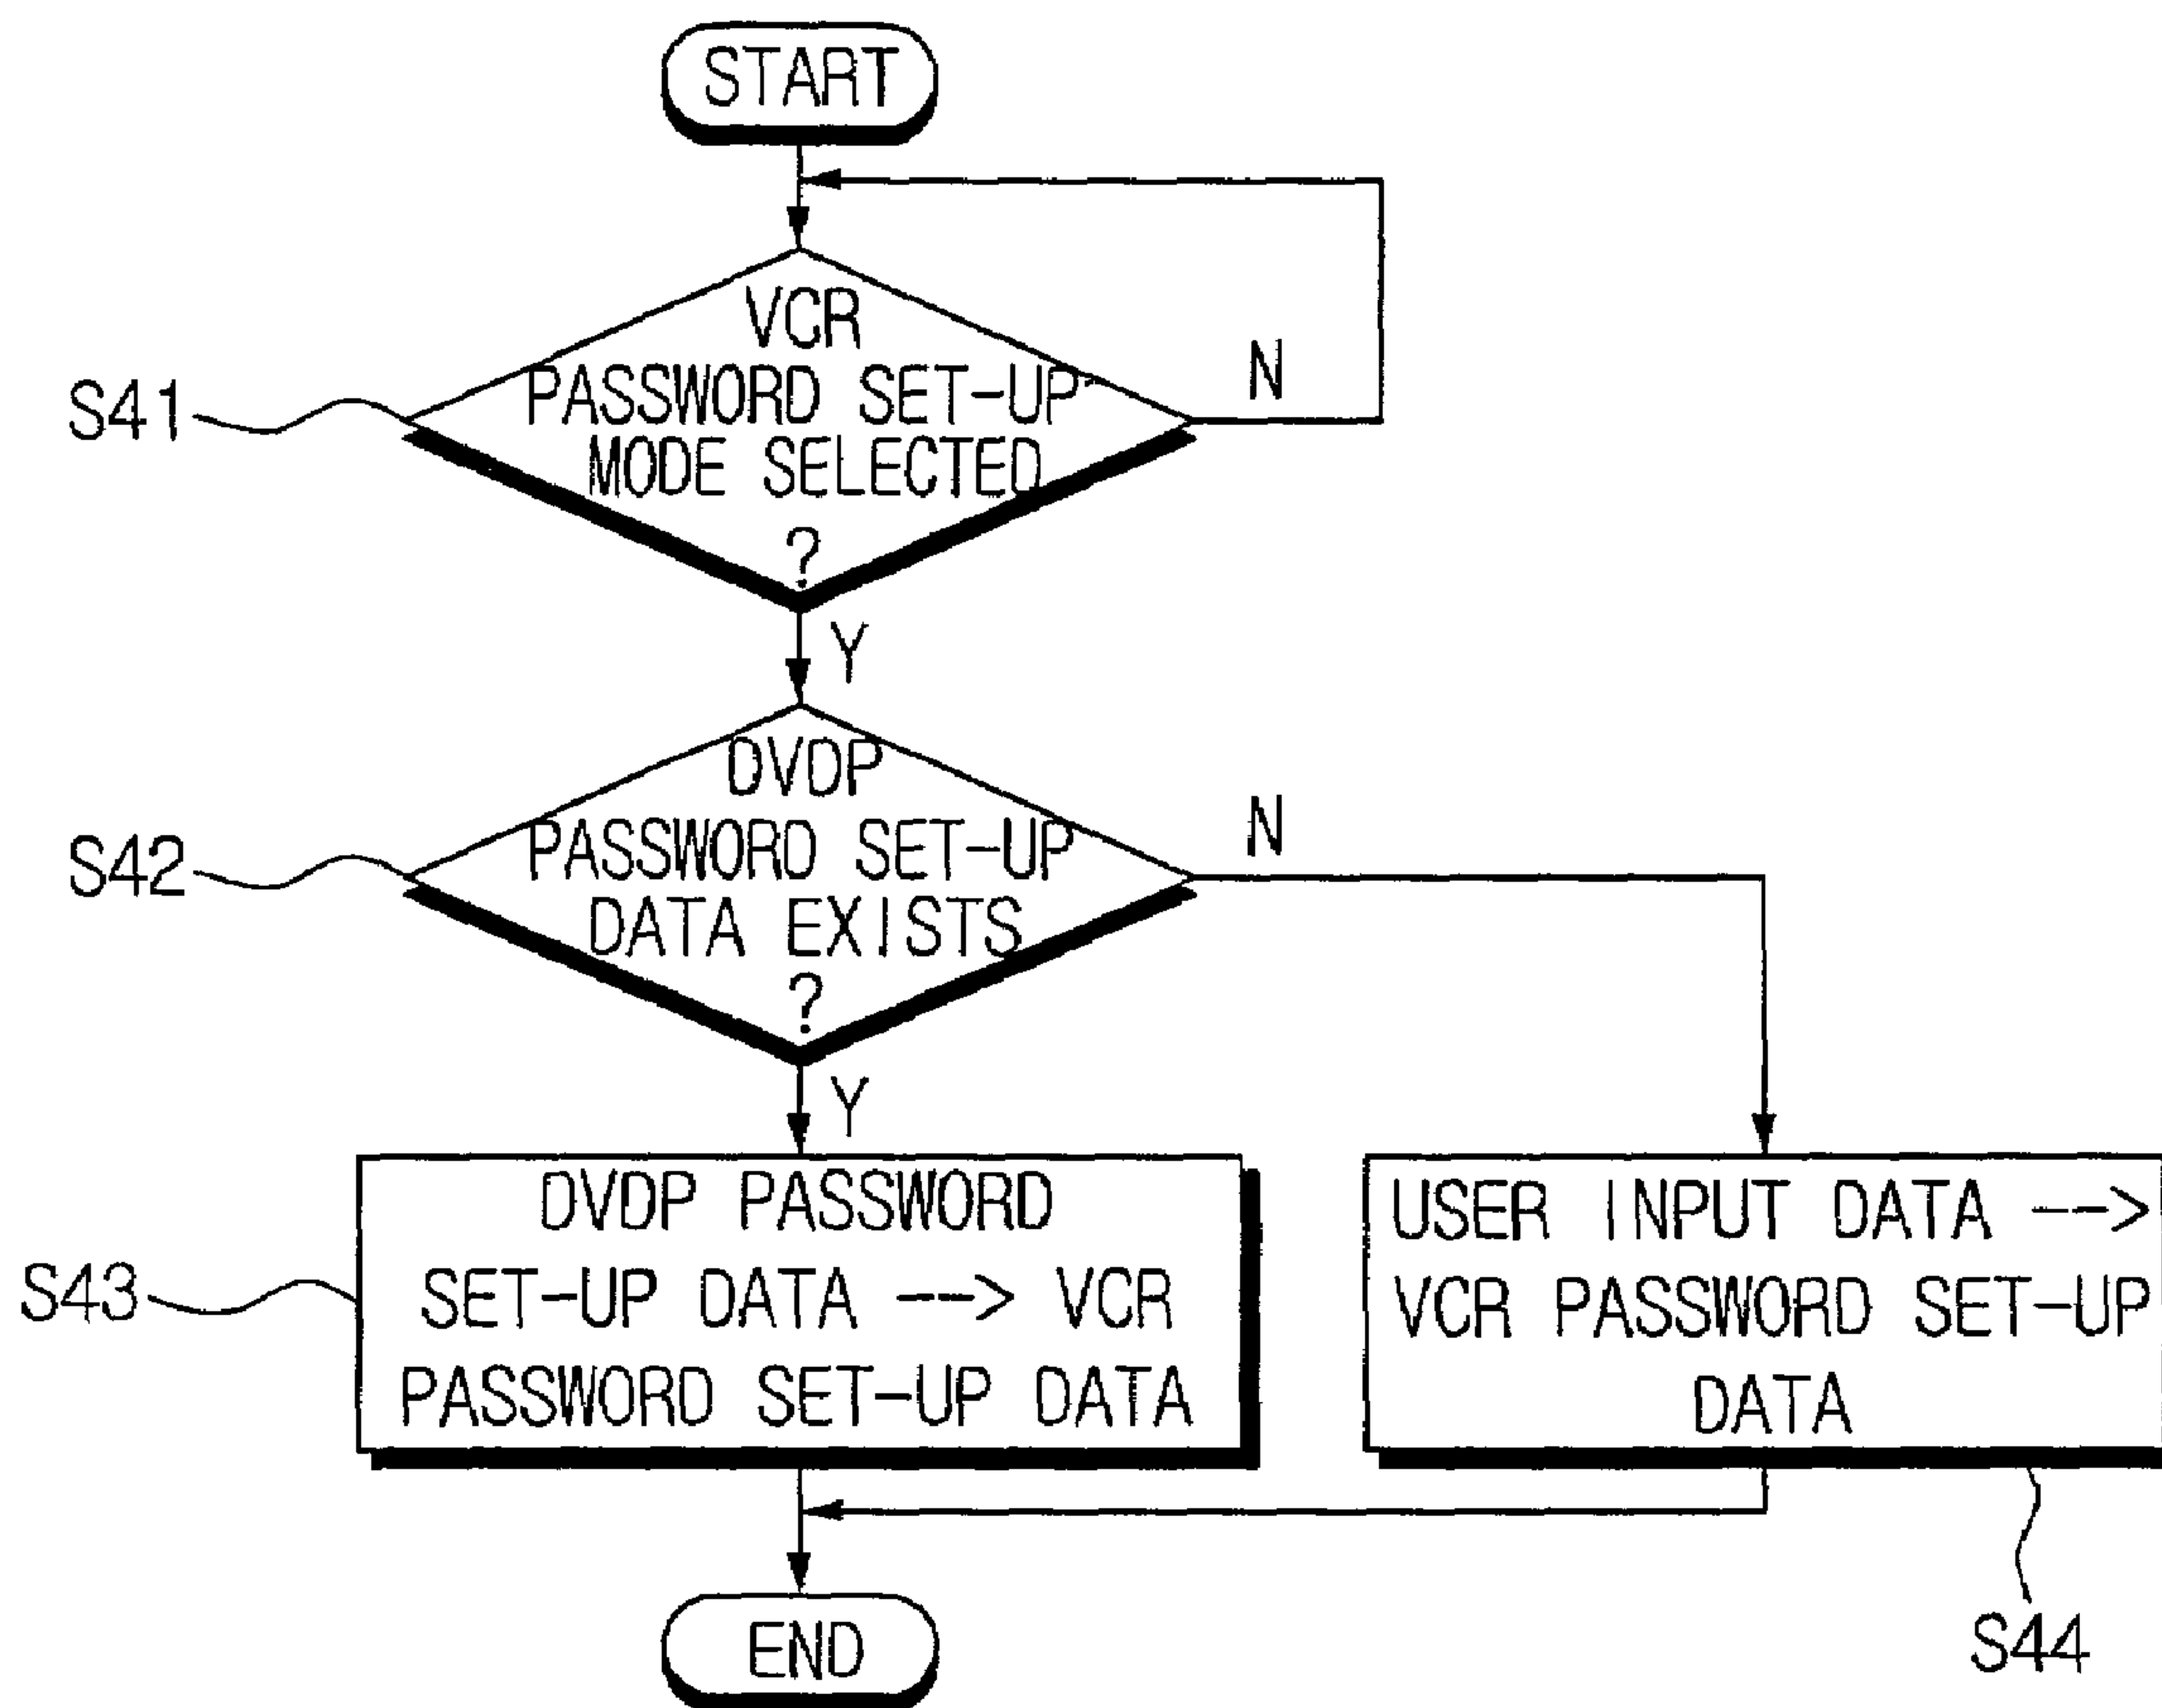 START
VCR
PASSWORD SET-UP
MODE SELECTED
?
N
S41
Y
DVDP
PASSWORD SET-UP
DATA EXISTS
?
N
S42
Y
DVDP PASSWORD
SET-UP DATA --> VCR
PASSWORD SET-UP DATA
S43
USER INPUT DATA -->
VCR PASSWORD SET-UP
DATA
S44
END